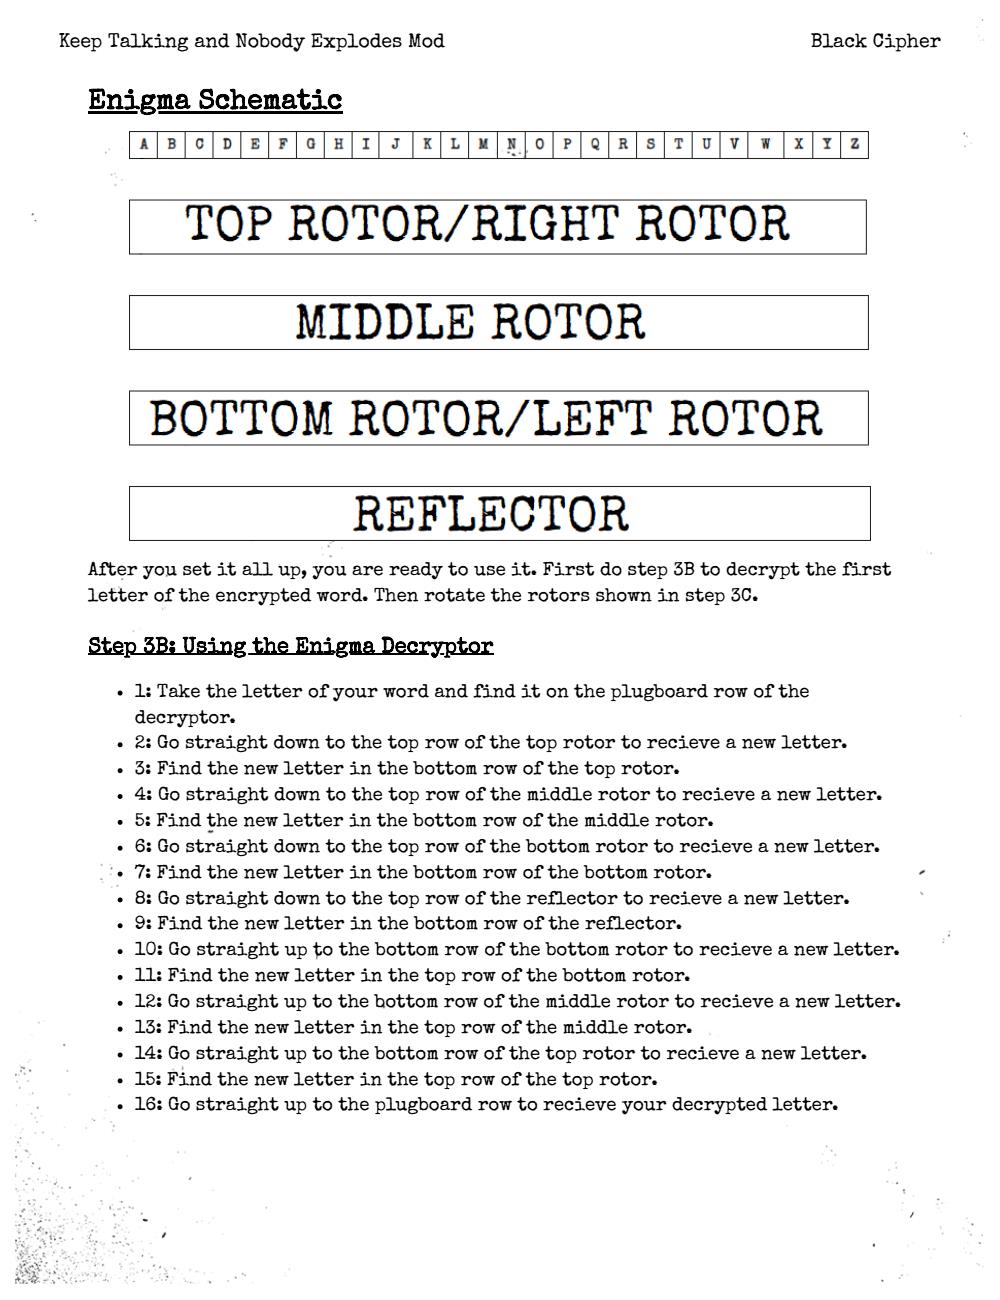 Keep Talking and Nobody Explodes Mod Black Cipher
Enigma Schematic
A B C D E F G H I J K L M N O P Q R S T U V W X Y Z
TOP ROTOR/RIGHT ROTOR
MIDDLE ROTOR
BOTTOM ROTOR/LEFT ROTOR
REFLECTOR
After you set it all up, you are ready to use it. First do step 3B to decrypt the first
letter of the encrypted word. Then rotate the rotors shown in step 3C.
Step 3B: Using the Enigma Decryptor
• 1: Take the letter of your word and find it on the plugboard row of the
decryptor.
• 2: Go straight down to the top row of the top rotor to recieve a new letter.
• 3: Find the new letter in the bottom row of the top rotor.
• 4: Go straight down to the top row of the middle rotor to recieve a new letter.
• 5: Find the new letter in the bottom row of the middle rotor.
• 6: Go straight down to the top row of the bottom rotor to recieve a new letter.
• 7: Find the new letter in the bottom row of the bottom rotor.
• 8: Go straight down to the top row of the reflector to recieve a new letter.
• 9: Find the new letter in the bottom row of the reflector.
• 10: Go straight up to the bottom row of the bottom rotor to recieve a new letter.
• 11: Find the new letter in the top row of the bottom rotor.
• 12: Go straight up to the bottom row of the middle rotor to recieve a new letter.
• 13: Find the new letter in the top row of the middle rotor.
• 14: Go straight up to the bottom row of the top rotor to recieve a new letter.
• 15: Find the new letter in the top row of the top rotor.
• 16: Go straight up to the plugboard row to recieve your decrypted letter.